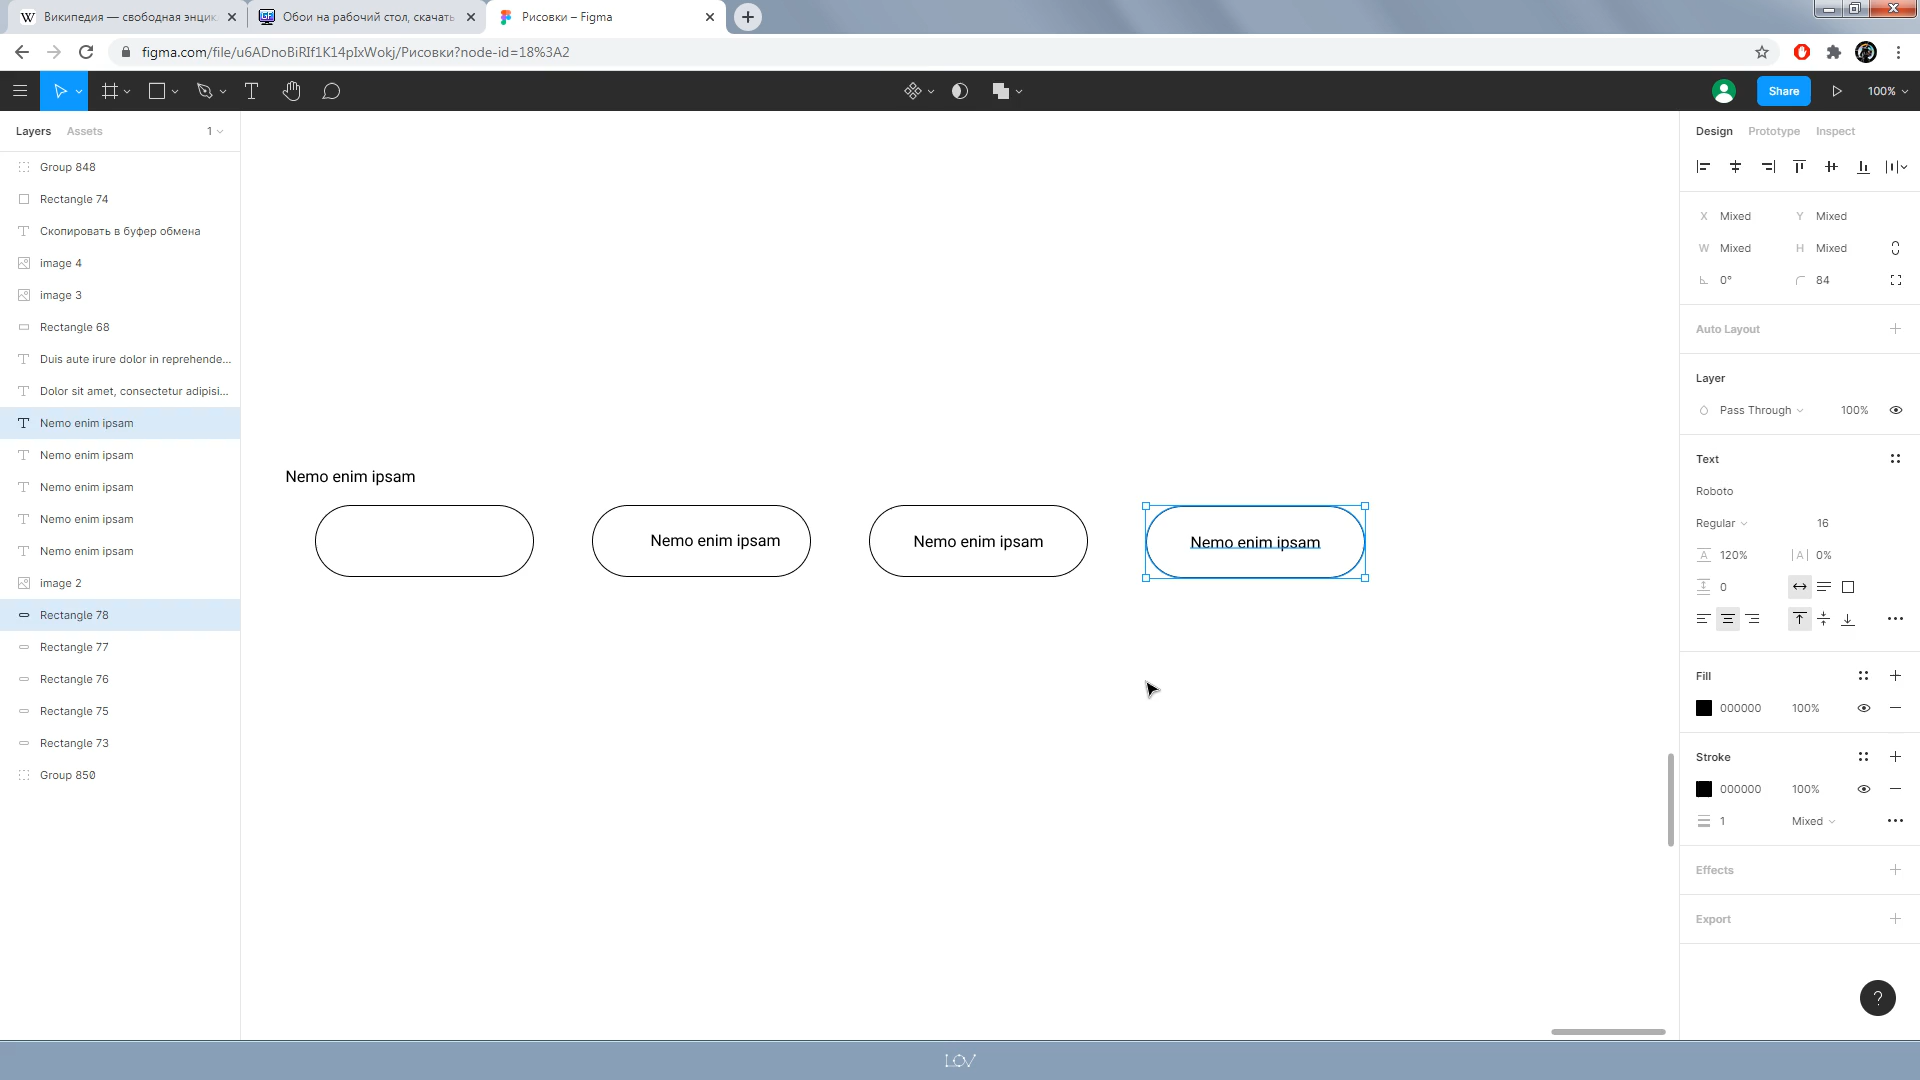 Википедия — свободная энцик
Обои на рабочий стол, скачать
Рисовки – Figma
figma.com/file/u6ADnoBiRIf1K14pIxWokj/Рисовки?node-id=18%3A2
Share
100%
Layers
Assets
1
Design
Prototype
Inspect
Group 848
Rectangle 74
Скопировать в буфер обмена
image 4
image 3
Rectangle 68
Duis aute irure dolor in reprehende...
Dolor sit amet, consectetur adipisi...
Nemo enim ipsam
Nemo enim ipsam
Nemo enim ipsam
Nemo enim ipsam
Nemo enim ipsam
image 2
Rectangle 78
Rectangle 77
Rectangle 76
Rectangle 75
Rectangle 73
Group 850
Nemo enim ipsam
Nemo enim ipsam
Nemo enim ipsam
Nemo enim ipsam
X Mixed Y Mixed
W Mixed H Mixed
0° 84
Auto Layout
Layer
Pass Through 100%
Text
Roboto
Regular 16
A 120% |A| 0%
0
Fill
000000 100%
Stroke
000000 100%
1 Mixed
Effects
Export
?
LOV